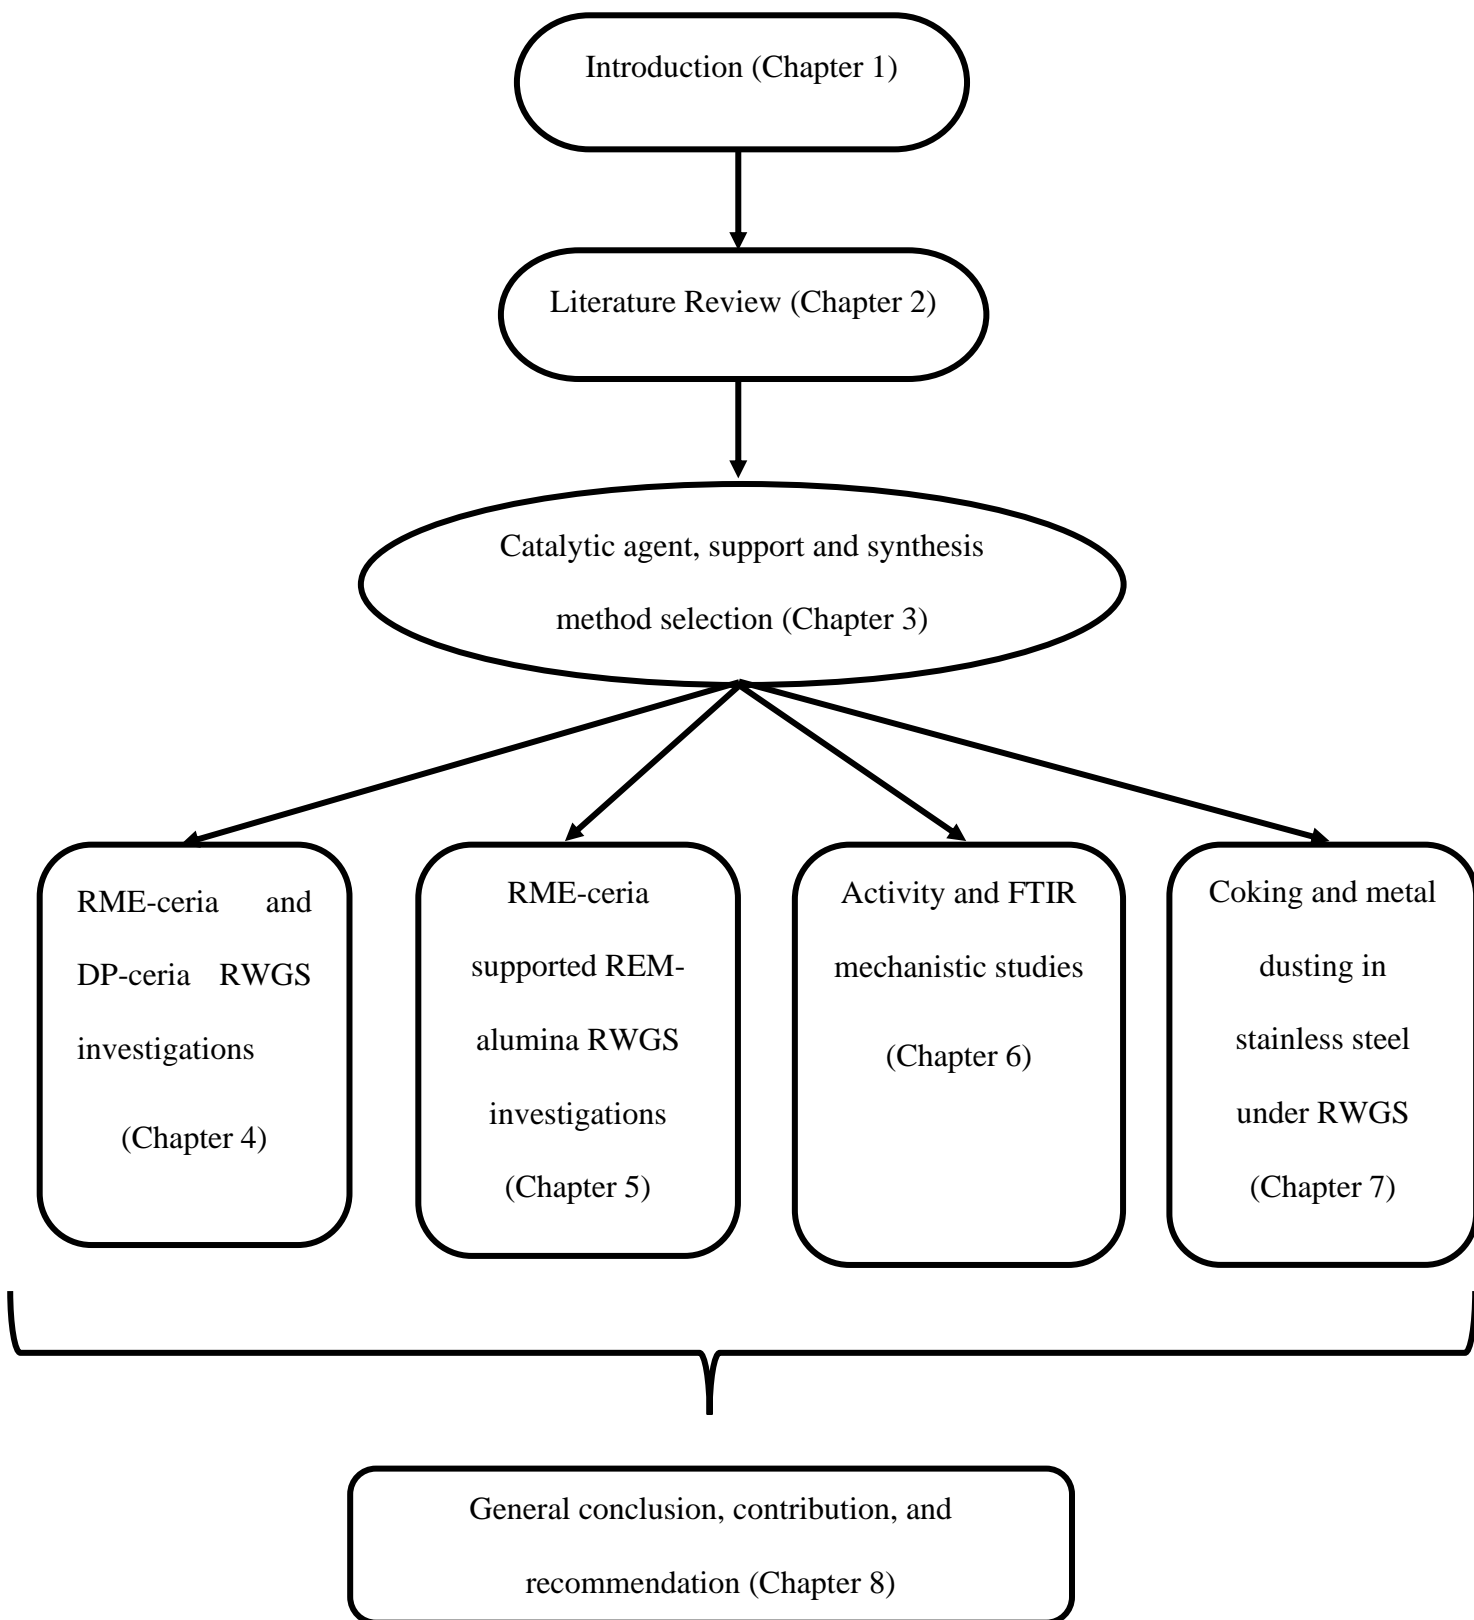 Introduction (Chapter 1)
Literature Review (Chapter 2)
Catalytic agent, support and synthesis
method selection (Chapter 3)
RME-ceria and
DP-ceria RWGS
investigations
(Chapter 4)
RME-ceria
supported REM-
alumina RWGS
investigations
(Chapter 5)
Activity and FTIR
mechanistic studies
(Chapter 6)
Coking and metal
dusting in
stainless steel
under RWGS
(Chapter 7)
General conclusion, contribution, and
recommendation (Chapter 8)